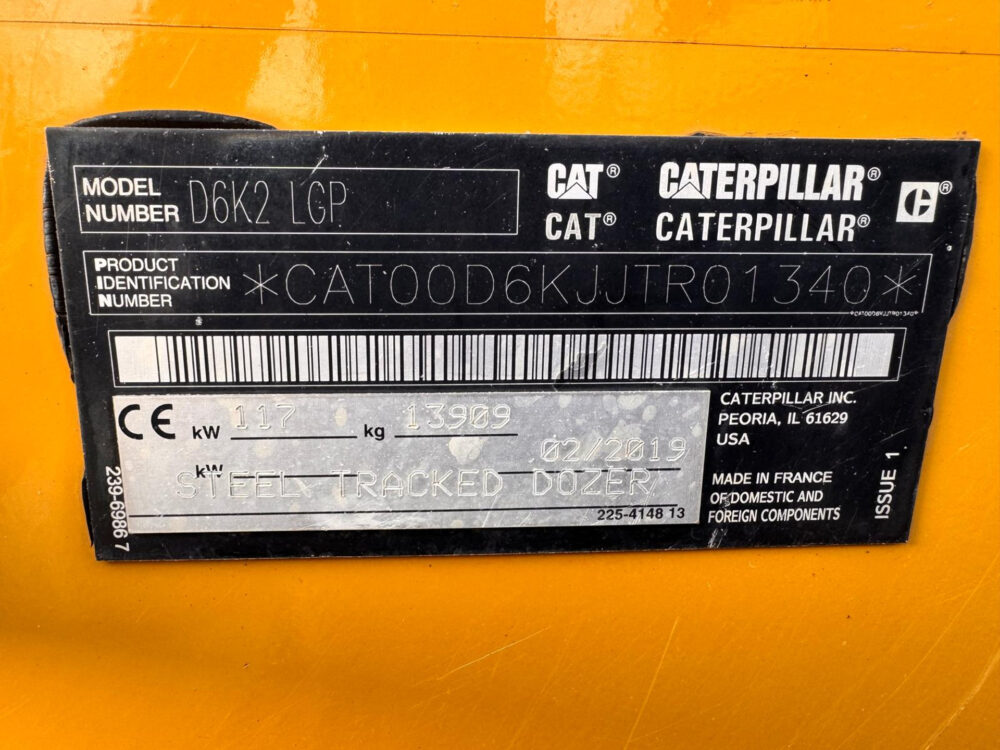 MODEL NUMBER D6K2 LGP
CAT® CATERPILLAR® ®
CAT® CATERPILLAR®
PRODUCT IDENTIFICATION NUMBER *CAT00D6KJJTR01340*
*CAT00D6KJJTR01340*
CE kW 117 kg 13909
kW 02/2019
STEEL TRACKED DOZER
225-4148 13
239-6986 7
CATERPILLAR INC.
PEORIA, IL 61629
USA
MADE IN FRANCE
OF DOMESTIC AND
FOREIGN COMPONENTS
ISSUE 1